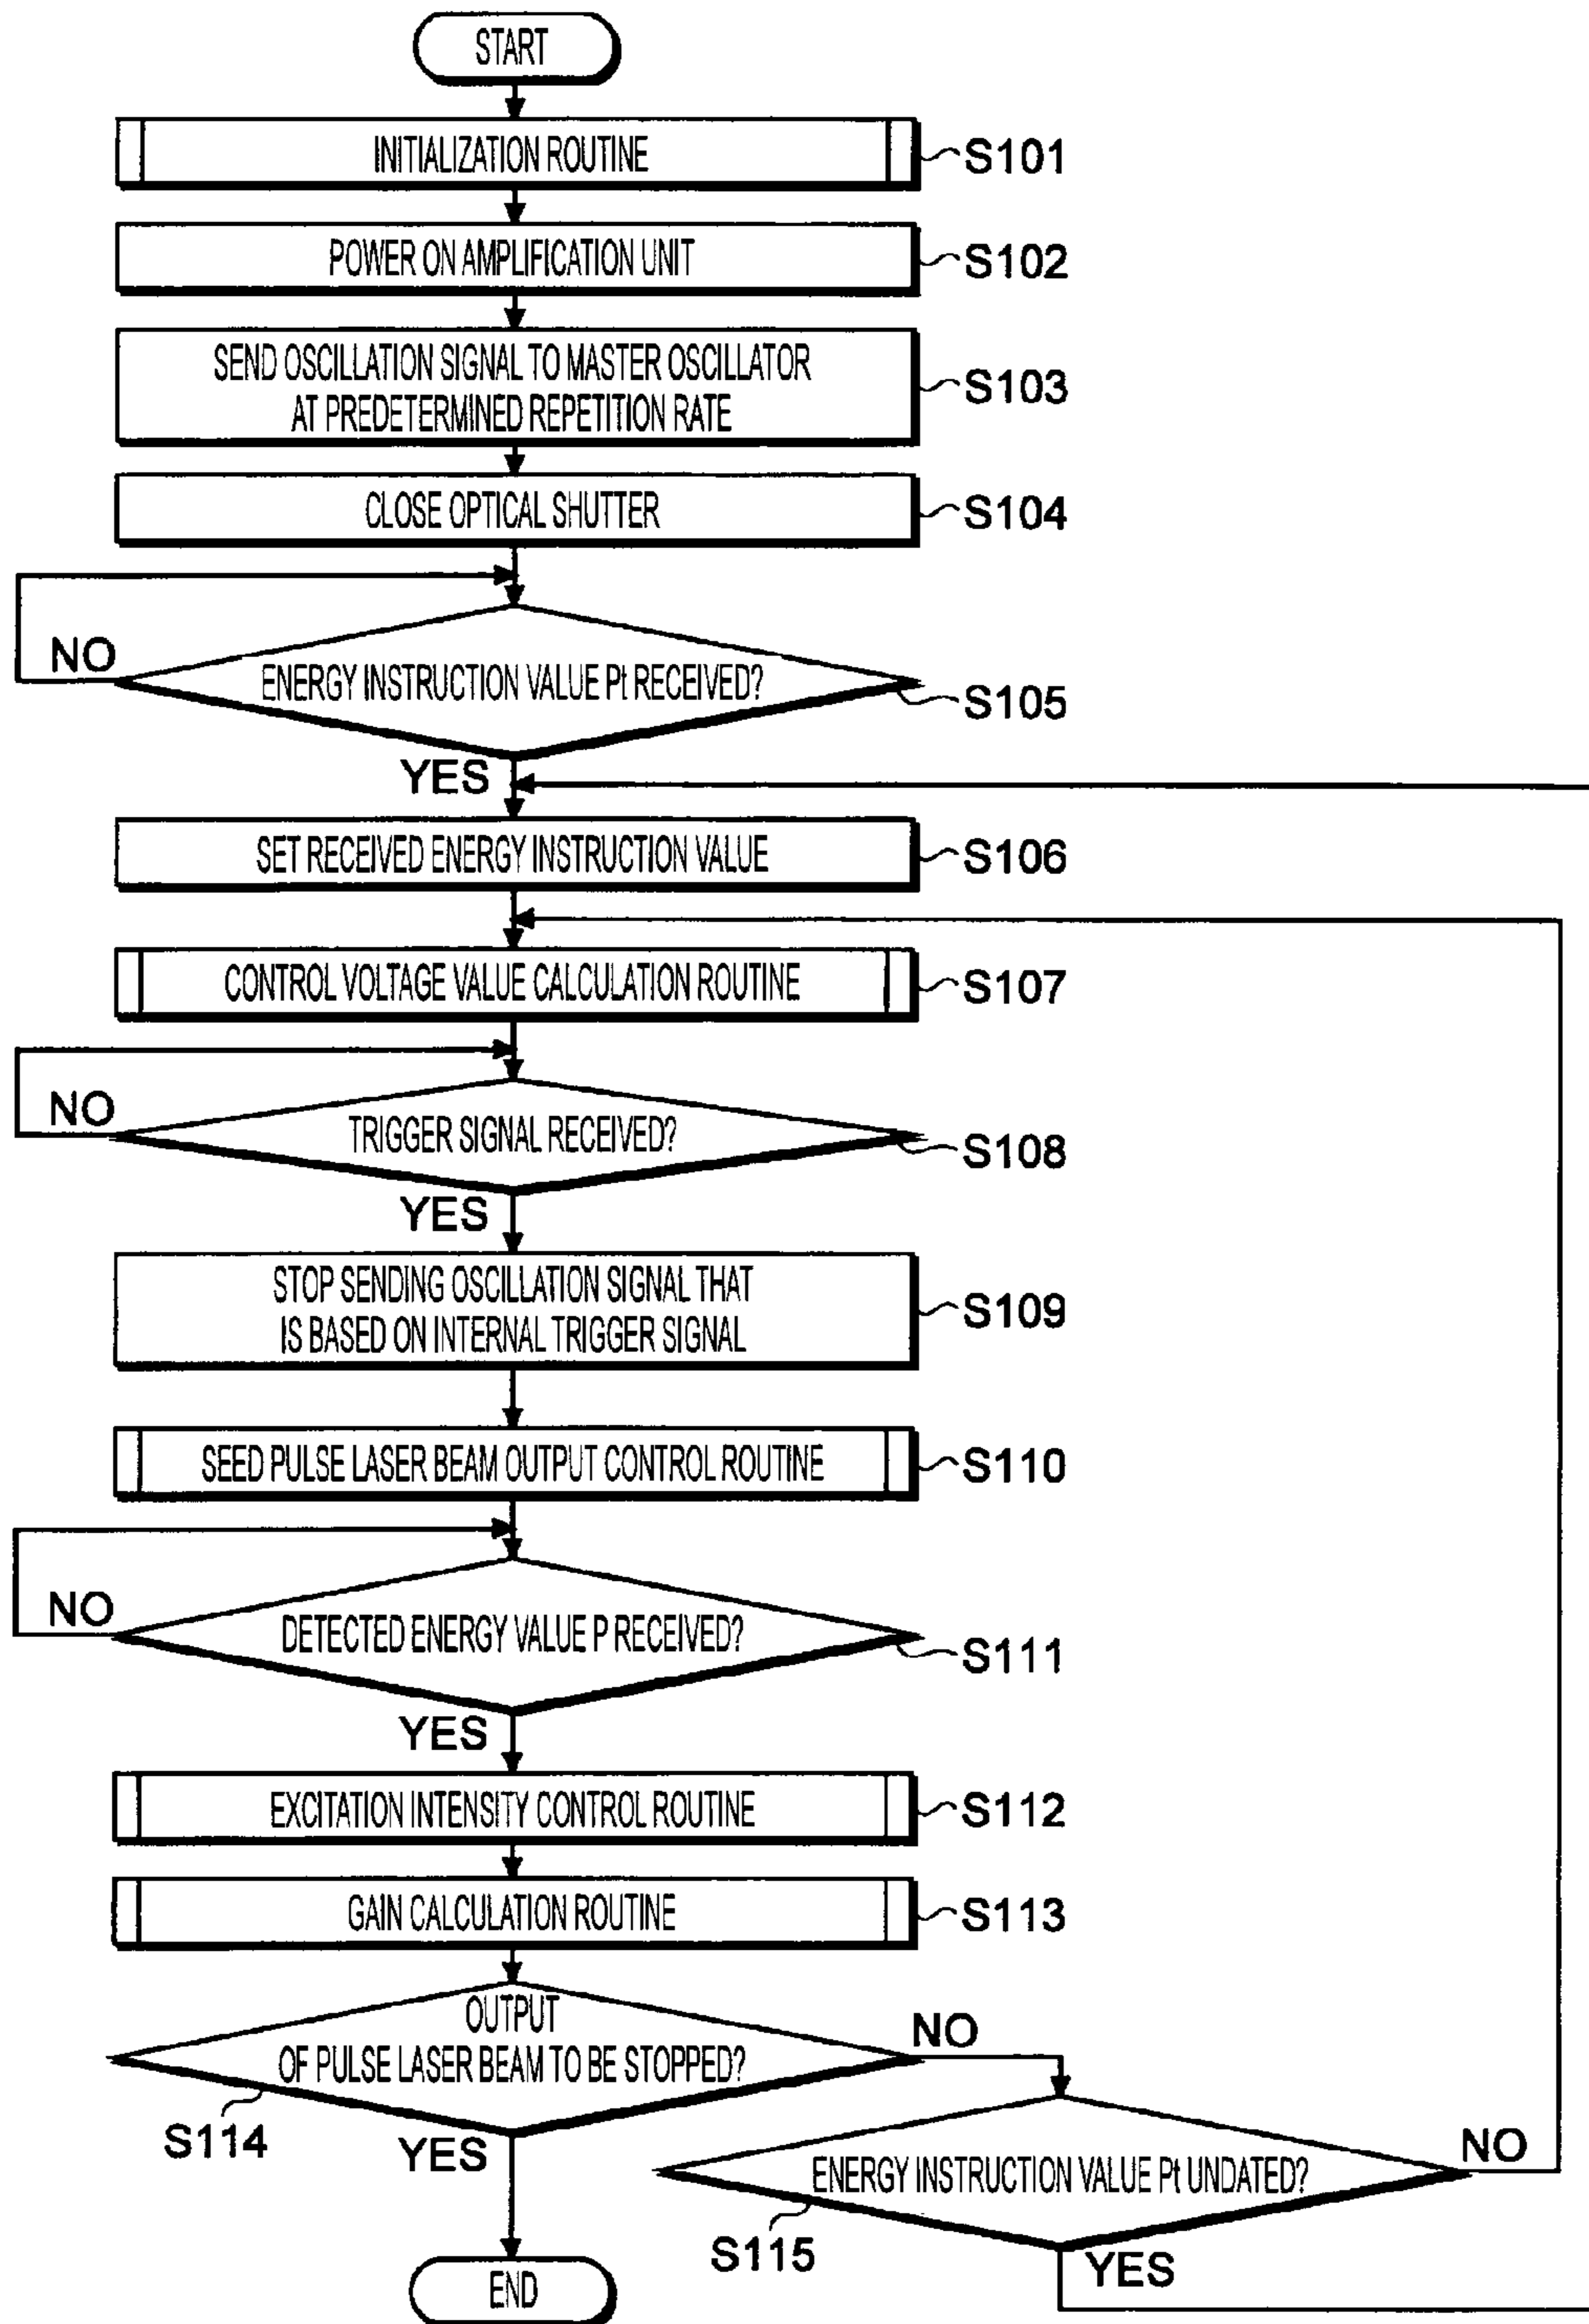 START
INITIALIZATION ROUTINE
S101
POWER ON AMPLIFICATION UNIT
S102
SEND OSCILLATION SIGNAL TO MASTER OSCILLATOR
AT PREDETERMINED REPETITION RATE
S103
CLOSE OPTICAL SHUTTER
S104
NO
ENERGY INSTRUCTION VALUE Pt RECEIVED?
S105
YES
SET RECEIVED ENERGY INSTRUCTION VALUE
S106
CONTROL VOLTAGE VALUE CALCULATION ROUTINE
S107
NO
TRIGGER SIGNAL RECEIVED?
S108
YES
STOP SENDING OSCILLATION SIGNAL THAT
IS BASED ON INTERNAL TRIGGER SIGNAL
S109
SEED PULSE LASER BEAM OUTPUT CONTROL ROUTINE
S110
NO
DETECTED ENERGY VALUE P RECEIVED?
S111
YES
EXCITATION INTENSITY CONTROL ROUTINE
S112
GAIN CALCULATION ROUTINE
S113
OUTPUT
OF PULSE LASER BEAM TO BE STOPPED?
NO
S114
YES
ENERGY INSTRUCTION VALUE Pt UNDATED?
NO
S115
YES
END